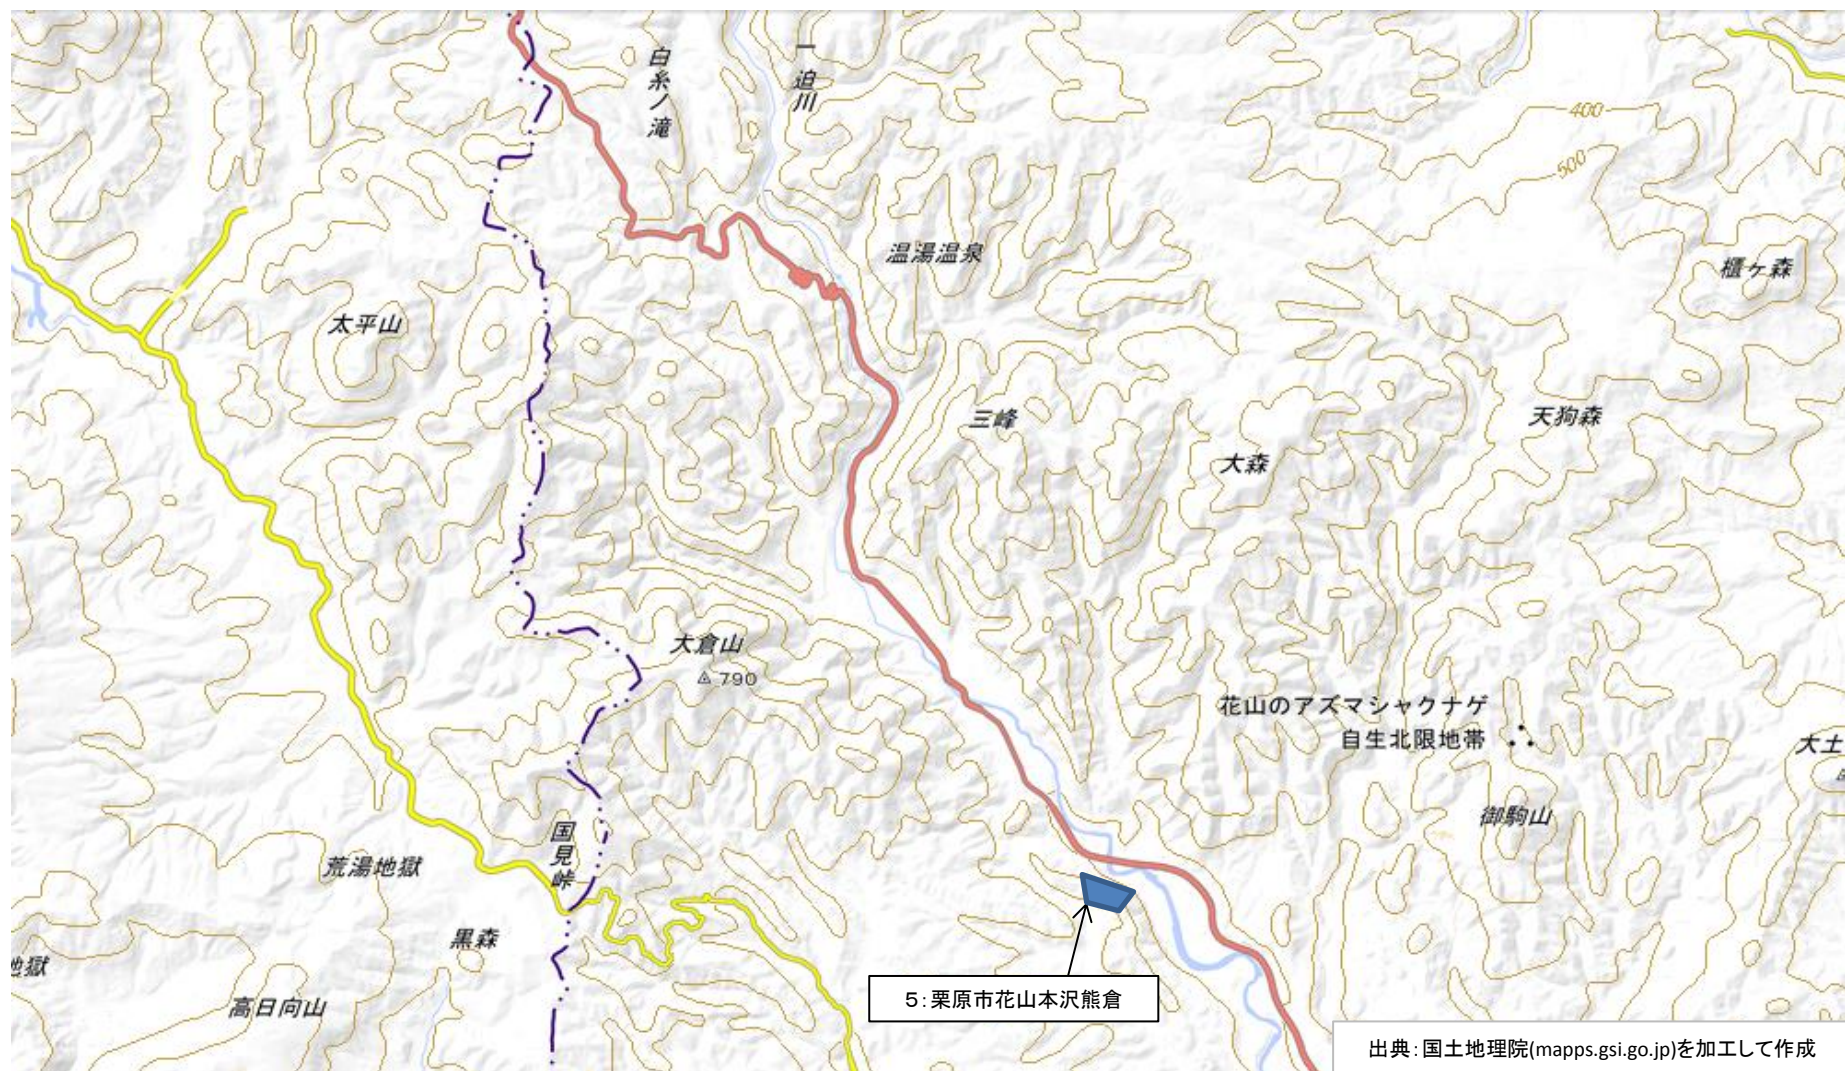 白糸ノ滝
一迫川
400
500
温湯温泉
櫃ヶ森
太平山
三峰
天狗森
大森
大倉山
790
花山のアズマシャクナゲ
自生北限地帯
大土
御駒山
国見峠
荒湯地獄
黒森
地獄
高日向山
5：栗原市花山本沢熊倉
出典：国土地理院(mapps.gsi.go.jp)を加工して作成